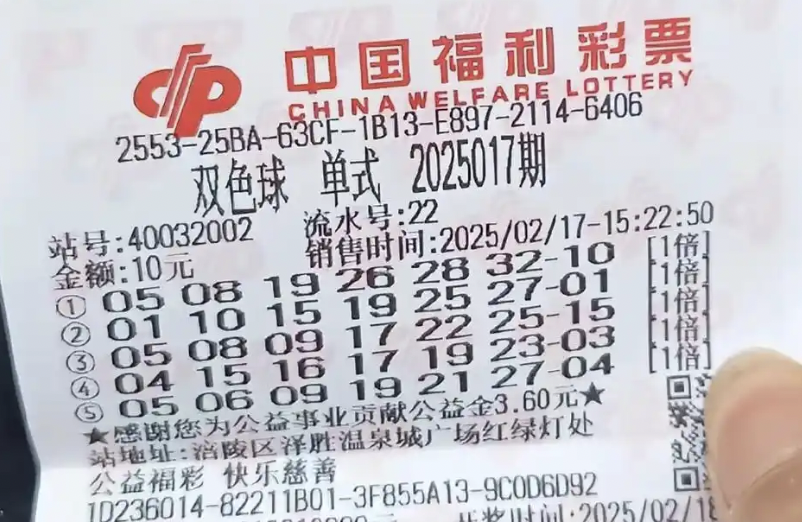 中国福利彩票
CHINA WELFARE LOTTERY
2553-25BA-63CF-1B13-E897-2114-6406
双色球 单式 2025017期
站号:40032002 流水号:22
金额:10元 销售时间:2025/02/17-15:22:50
① 05 08 19 26 28 32-10 [1倍]
② 01 10 15 19 25 27-01 [1倍]
③ 05 08 09 17 22 25-15 [1倍]
④ 04 15 16 17 19 23-03 [1倍]
⑤ 05 06 09 19 21 27-04 [1倍]
★感谢您为公益事业贡献公益金3.60元★
站地址:涪陵区泽胜温泉城广场红绿灯处
公益福彩 快乐慈善
1D236014-82211B01-3F855A13-9C0D6D92
开奖时间:2025/02/18